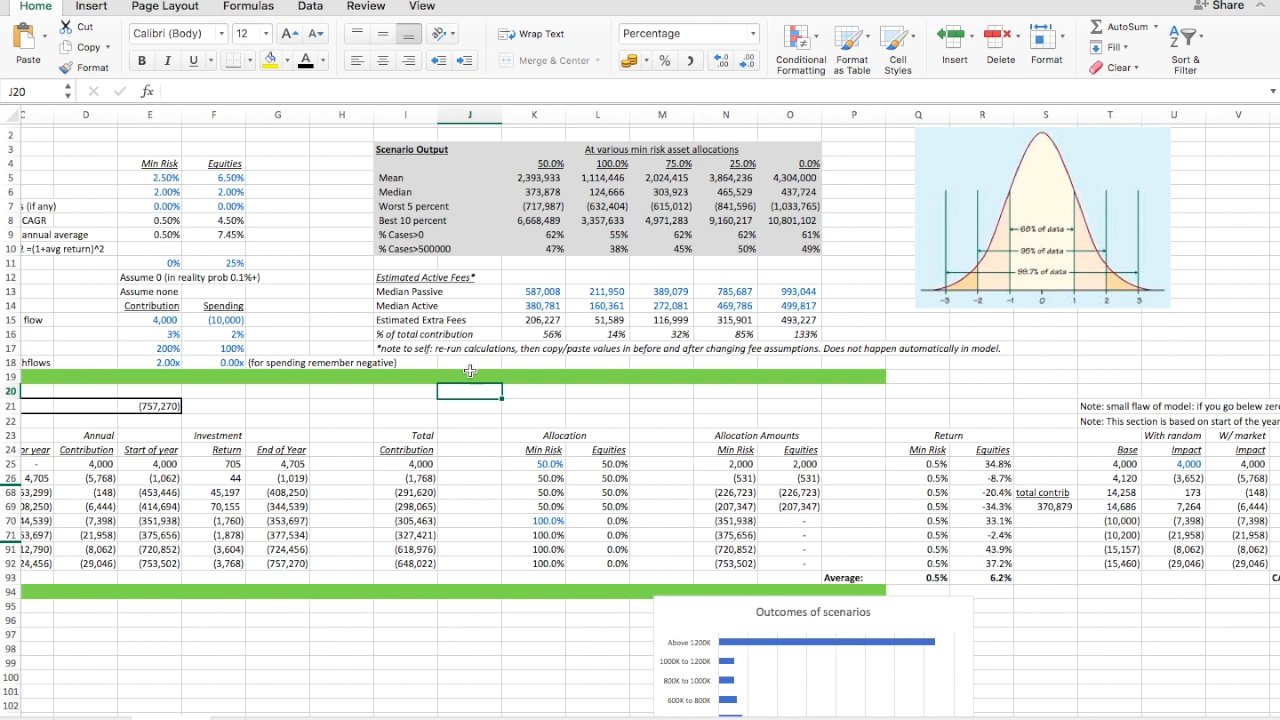 Home Insert Page Layout Formulas Data Review View Share
Cut Calibri (Body) 12 Wrap Text Percentage AutoSum
Copy Fill
Paste Format Merge & Center Conditional Formatting Format as Table Cell Styles Insert Delete Format Clear Sort & Filter
J20 fx
C D E F G H I J K L M N O P Q R S T U V
2
3 Scenario Output At various min risk asset allocations
4 Min Risk Equities 50.0% 100.0% 75.0% 25.0% 0.0%
5 2.50% 6.50% Mean 2,393,933 1,114,446 2,024,415 3,864,236 4,304,000
6 2.00% 2.00% Median 373,878 124,666 303,923 465,529 437,724
7 s (if any) 0.00% 0.00% Worst 5 percent (717,987) (632,404) (615,012) (841,596) (1,033,765)
8 CAGR 0.50% 4.50% Best 10 percent 6,668,489 3,357,633 4,971,283 9,160,217 10,801,102
9 annual average 0.50% 7.45% % Cases>0 62% 55% 62% 62% 61%
10 2 =(1+avg return)^2 % Cases>500000 47% 38% 45% 50% 49%
11 0% 25%
12 Assume 0 (in reality prob 0.1%+) Estimated Active Fees*
13 Assume none Median Passive 587,008 211,950 389,079 785,687 993,044
14 Contribution Spending Median Active 380,781 160,361 272,081 469,786 499,817
15 flow 4,000 (10,000) Estimated Extra Fees 206,227 51,589 116,999 315,901 493,227
16 3% 2% % of total contribution 56% 14% 32% 85% 133%
17 200% 100% *note to self: re-run calculations, then copy/paste values in before and after changing fee assumptions. Does not happen automatically in model.
18 hflows 2.00x 0.00x (for spending remember negative)
19
20
21 (757,270) Note: small flaw of model: if you go belew zer
22 Note: This section is based on start of the year
23 Annual Investment Total Allocation Allocation Amounts Return With random W/ market
24 or year Contribution Start of year Return End of Year Contribution Min Risk Equities Min Risk Equities Min Risk Equities Base Impact Impact
25 - 4,000 4,000 705 4,705 4,000 50.0% 50.0% 2,000 2,000 0.5% 34.8% 4,000 4,000 4,000
26 4,705 (5,768) (1,062) 44 (1,019) (1,768) 50.0% 50.0% (531) (531) 0.5% -8.7% 4,120 (3,652) (5,768)
68 53,299) (148) (453,446) 45,197 (408,250) (291,620) 50.0% 50.0% (226,723) (226,723) 0.5% -20.4% total contrib 14,258 173 (148)
69 08,250) (6,444) (414,694) 70,155 (344,539) (298,065) 50.0% 50.0% (207,347) (207,347) 0.5% -34.3% 370,879 14,686 7,264 (6,444)
70 44,539) (7,398) (351,938) (1,760) (353,697) (305,463) 100.0% 0.0% (351,938) - 0.5% 33.1% (10,000) (7,398) (7,398)
71 53,697) (21,958) (375,656) (1,878) (377,534) (327,421) 100.0% 0.0% (375,656) - 0.5% -2.4% (10,200) (21,958) (21,958)
91 12,790) (8,062) (720,852) (3,604) (724,456) (618,976) 100.0% 0.0% (720,852) - 0.5% 43.9% (15,157) (8,062) (8,062)
92 24,456) (29,046) (753,502) (3,768) (757,270) (648,022) 100.0% 0.0% (753,502) - 0.5% 37.2% (15,460) (29,046) (29,046)
93 Average: 0.5% 6.2%
94
95
96 Outcomes of scenarios
97
98 Above 1200K
99 1000K to 1200K
100 800K to 1000K
101 600K to 800K
102
68% of data
95% of data
99.7% of data
-3 -2 -1 0 1 2 3